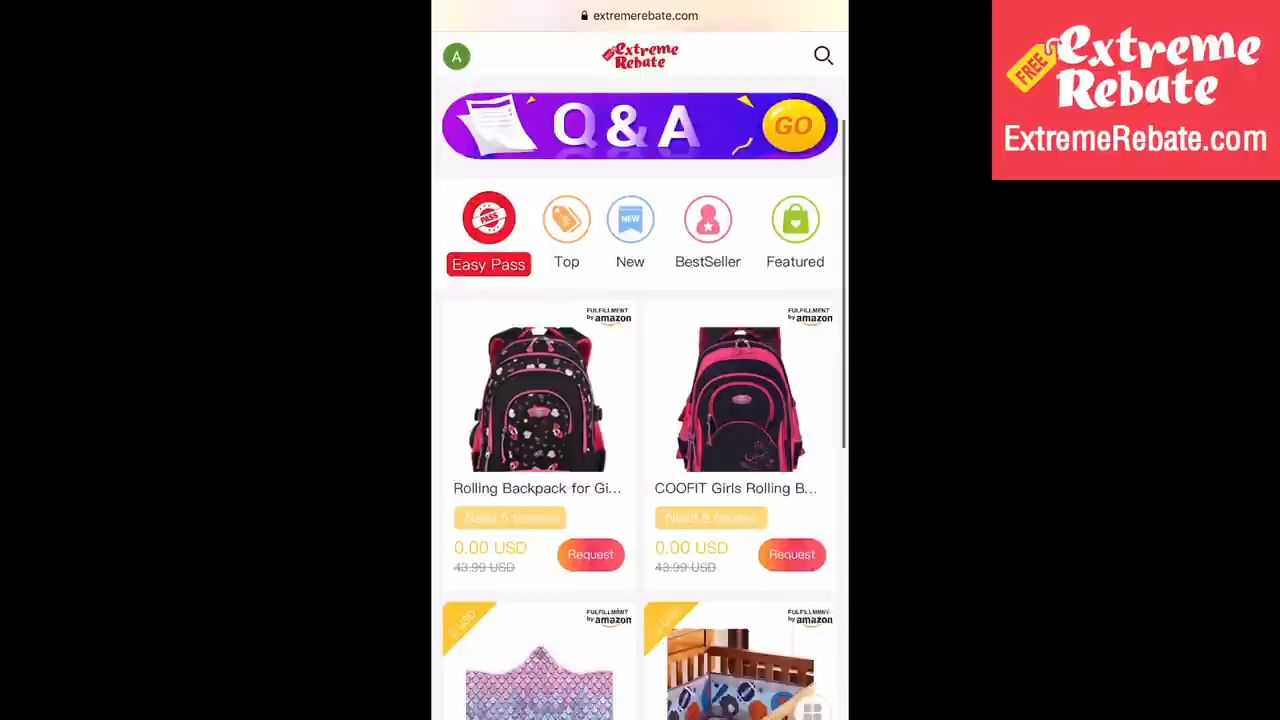 extremerebate.com
A
Extreme
Rebate
FREE
Extreme
Rebate
ExtremeRebate.com
Q&A
GO
PASS
NEW
Easy Pass
Top
New
BestSeller
Featured
FULFILLMENT
by amazon
FULFILLMENT
by amazon
Rolling Backpack for Gi...
COOFIT Girls Rolling B...
0.00 USD
Request
0.00 USD
Request
43.99 USD
43.99 USD
USD
FULFILLMENT
by amazon
FULFILLMENT
by amazon